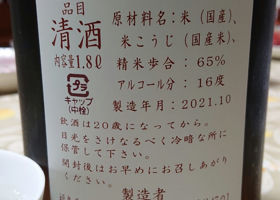 品目
清酒
内容量1.8ℓ
プラ
キャップ
(中栓)
原材料名：米（国産）、
米こうじ（国産米）、
精米歩合： 65%
アルコール分： 16度
製造年月：2021.10
飲酒は20歳になってから。
日光をさけなるべく冷暗な所に
保管して下さい。
開封後はお早めにお召しあがり
ください。
製造者